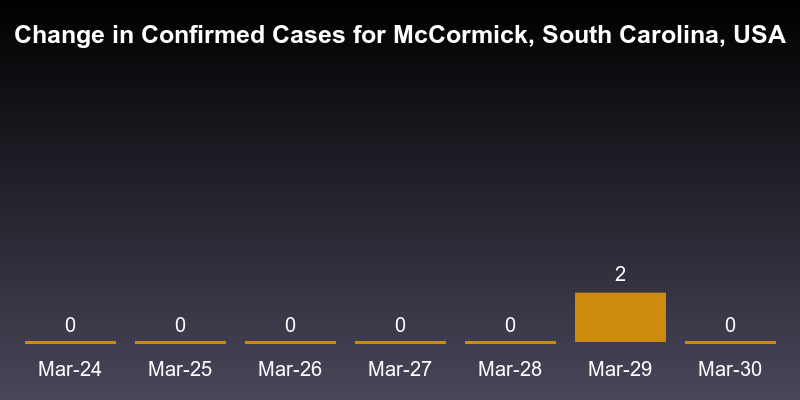 Change in Confirmed Cases for McCormick, South Carolina, USA
2
0 0 0 0 0 0
Mar-24 Mar-25 Mar-26 Mar-27 Mar-28 Mar-29 Mar-30